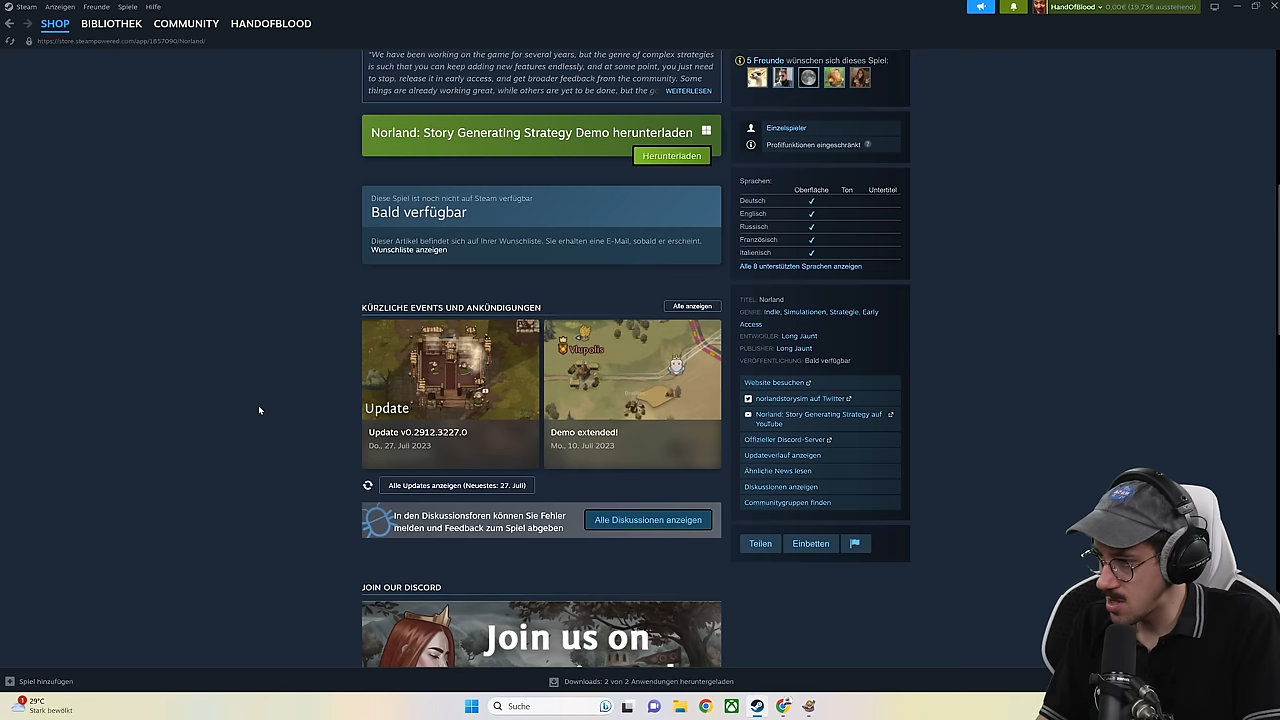 Steam Anzeigen Freunde Spiele Hilfe
HandOfBlood 0,00€ (19,73€ ausstehend)
SHOP BIBLIOTHEK COMMUNITY HANDOFBLOOD
https://store.steampowered.com/app/1857090/Norland/
"We have been working on the game for several years, but the genre of complex strategies
is such that you can keep adding new features endlessly, and at some point, you just need
to stop, release it in early access, and get broader feedback from the community. Some
things are already working great, while others are yet to be done, but the
WEITERLESEN
Norland: Story Generating Strategy Demo herunterladen
Herunterladen
Diese Spiel ist noch nicht auf Steam verfügbar
Bald verfügbar
Dieser Artikel befindet sich auf Ihrer Wunschliste. Sie erhalten eine E-Mail, sobald er erscheint.
Wunschliste anzeigen
KÜRZLICHE EVENTS UND ANKÜNDIGUNGEN
Alle anzeigen
Update
Update v0.2912.3227.0
Do., 27. Juli 2023
Vlupolis
Demo extended!
Mo., 10. Juli 2023
Alle Updates anzeigen (Neuestes: 27. Juli)
In den Diskussionsforen können Sie Fehler
melden und Feedback zum Spiel abgeben
Alle Diskussionen anzeigen
JOIN OUR DISCORD
Join us on
5 Freunde wünschen sich dieses Spiel:
Einzelspieler
Profilfunktionen eingeschränkt ?
Sprachen:
Oberfläche Ton Untertitel
Deutsch ✓
Englisch ✓
Russisch ✓
Französisch ✓
Italienisch ✓
Alle 8 unterstützten Sprachen anzeigen
TITEL: Norland
GENRE: Indie, Simulationen, Strategie, Early
Access
ENTWICKLER: Long Jaunt
PUBLISHER: Long Jaunt
VERÖFFENTLICHUNG: Bald verfügbar
Website besuchen
norlandstorysim auf Twitter
Norland: Story Generating Strategy auf
YouTube
Offizieller Discord-Server
Updateverlauf anzeigen
Ähnliche News lesen
Diskussionen anzeigen
Communitygruppen finden
Teilen Einbetten
Spiel hinzufügen
Downloads: 2 von 2 Anwendungen heruntergeladen
1
29°C
Stark bewölkt
Suche